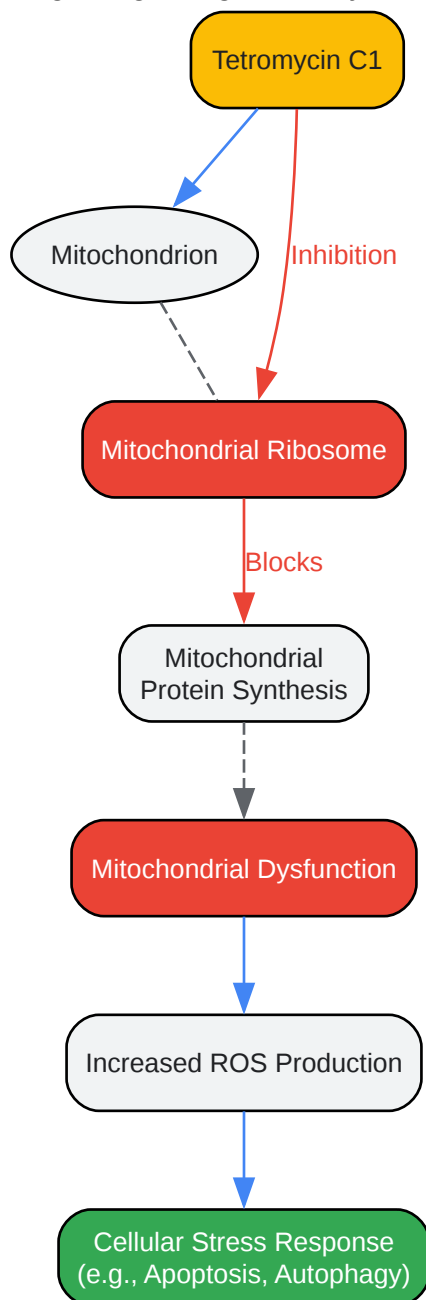 Tetromycin C1
Mitochondrion
Inhibition
Mitochondrial Ribosome
Blocks
Mitochondrial
Protein Synthesis
Mitochondrial Dysfunction
Increased ROS Production
Cellular Stress Response
(e.g., Apoptosis, Autophagy)